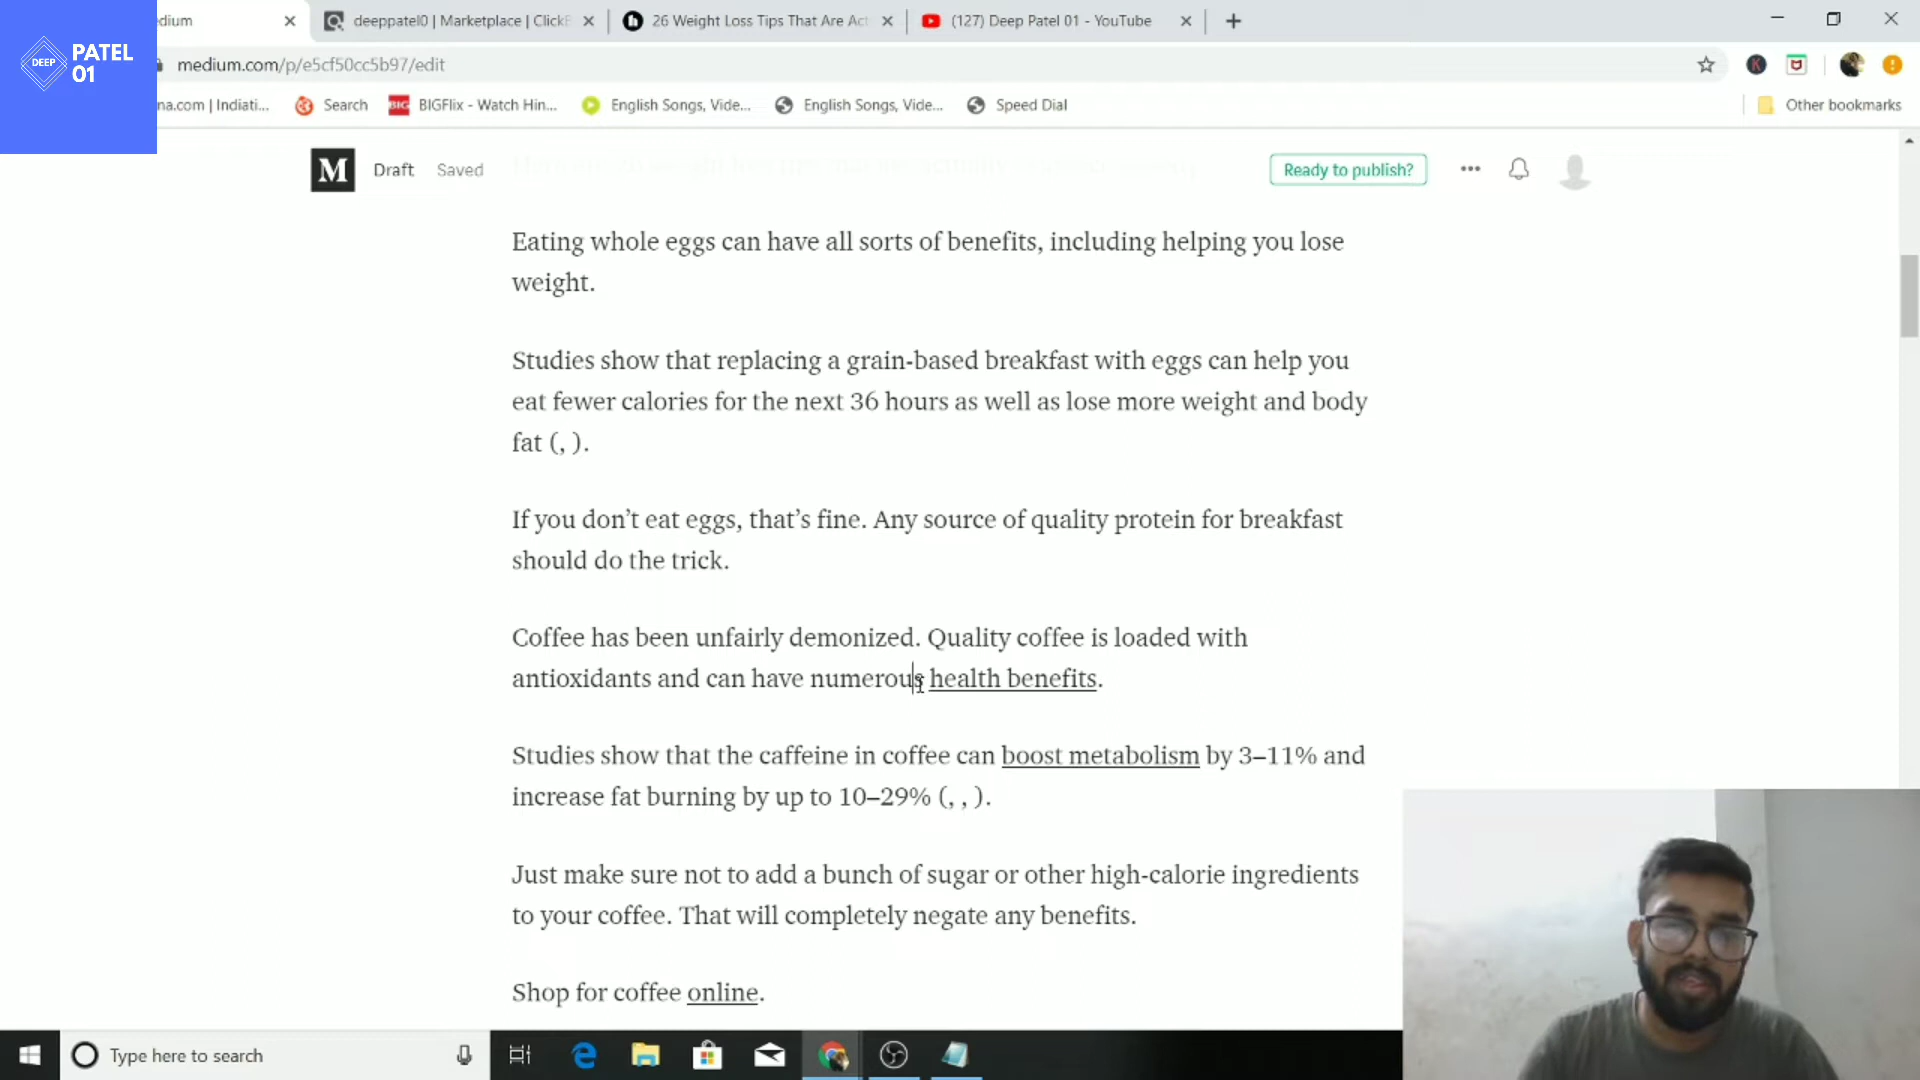 DEEP
PATEL
01
edium
deeppatel0 | Marketplace | Click
26 Weight Loss Tips That Are Act
(127) Deep Patel 01 - YouTube
medium.com/p/e5cf50cc5b97/edit
na.com | Indiati...
Search
BIG
BIGFlix - Watch Hin...
English Songs, Vide...
English Songs, Vide...
Speed Dial
Other bookmarks
M
Draft
Saved
Ready to publish?
Eating whole eggs can have all sorts of benefits, including helping you lose
weight.
Studies show that replacing a grain-based breakfast with eggs can help you
eat fewer calories for the next 36 hours as well as lose more weight and body
fat (, ).
If you don’t eat eggs, that’s fine. Any source of quality protein for breakfast
should do the trick.
Coffee has been unfairly demonized. Quality coffee is loaded with
antioxidants and can have numerous health benefits.
Studies show that the caffeine in coffee can boost metabolism by 3–11% and
increase fat burning by up to 10–29% (, , ).
Just make sure not to add a bunch of sugar or other high-calorie ingredients
to your coffee. That will completely negate any benefits.
Shop for coffee online.
Type here to search